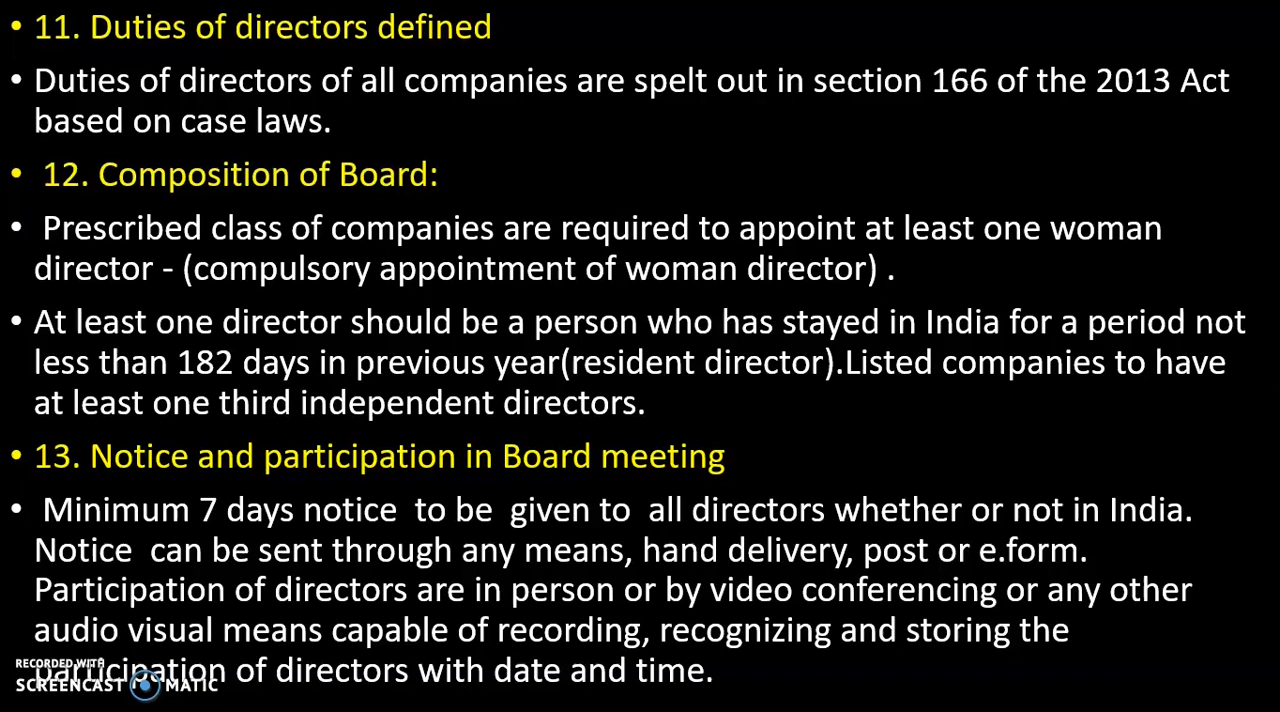 • 11. Duties of directors defined
• Duties of directors of all companies are spelt out in section 166 of the 2013 Act
based on case laws.
• 12. Composition of Board:
• Prescribed class of companies are required to appoint at least one woman
director - (compulsory appointment of woman director) .
• At least one director should be a person who has stayed in India for a period not
less than 182 days in previous year(resident director).Listed companies to have
at least one third independent directors.
• 13. Notice and participation in Board meeting
• Minimum 7 days notice to be given to all directors whether or not in India.
Notice can be sent through any means, hand delivery, post or e.form.
Participation of directors are in person or by video conferencing or any other
audio visual means capable of recording, recognizing and storing the
participation of directors with date and time.
RECORDED WITH
SCREENCAST MATIC